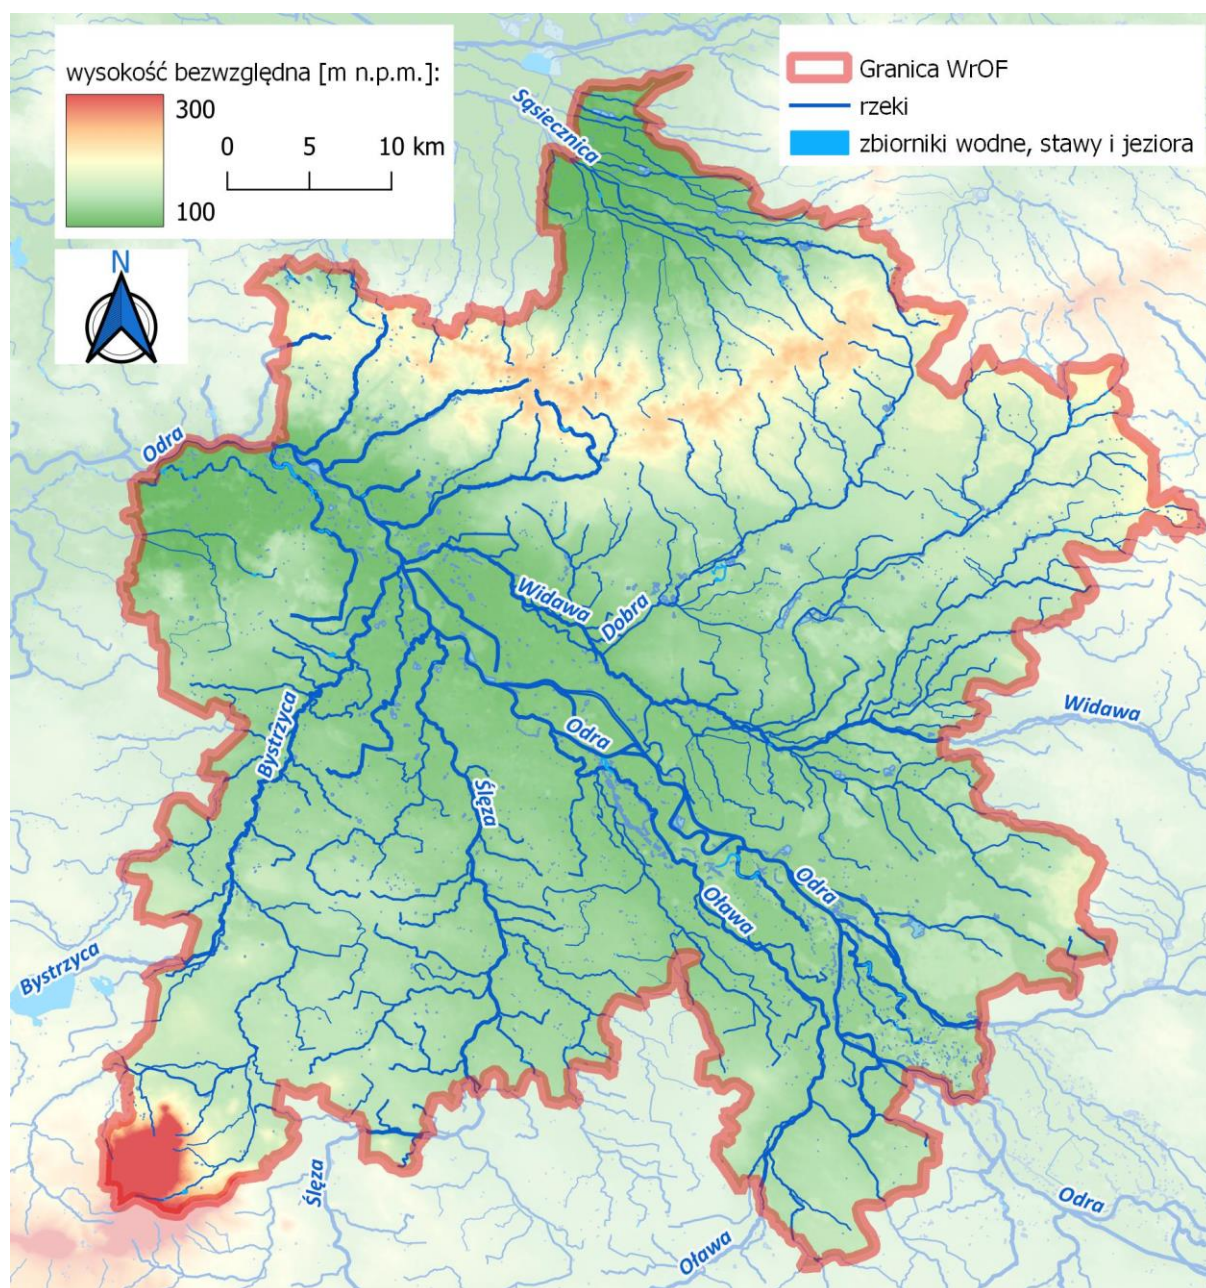 wysokość bezwzględna [m n.p.m.]:
300
0 5 10 km
100
Granica WrOF
rzeki
zbiorniki wodne, stawy i jeziora
N
Sąsiecznica
Odra
Widawa
Dobra
Widawa
Bystrzyca
Odra
Ślęza
Odra
Oława
Bystrzyca
Ślęza
Odra
Oława